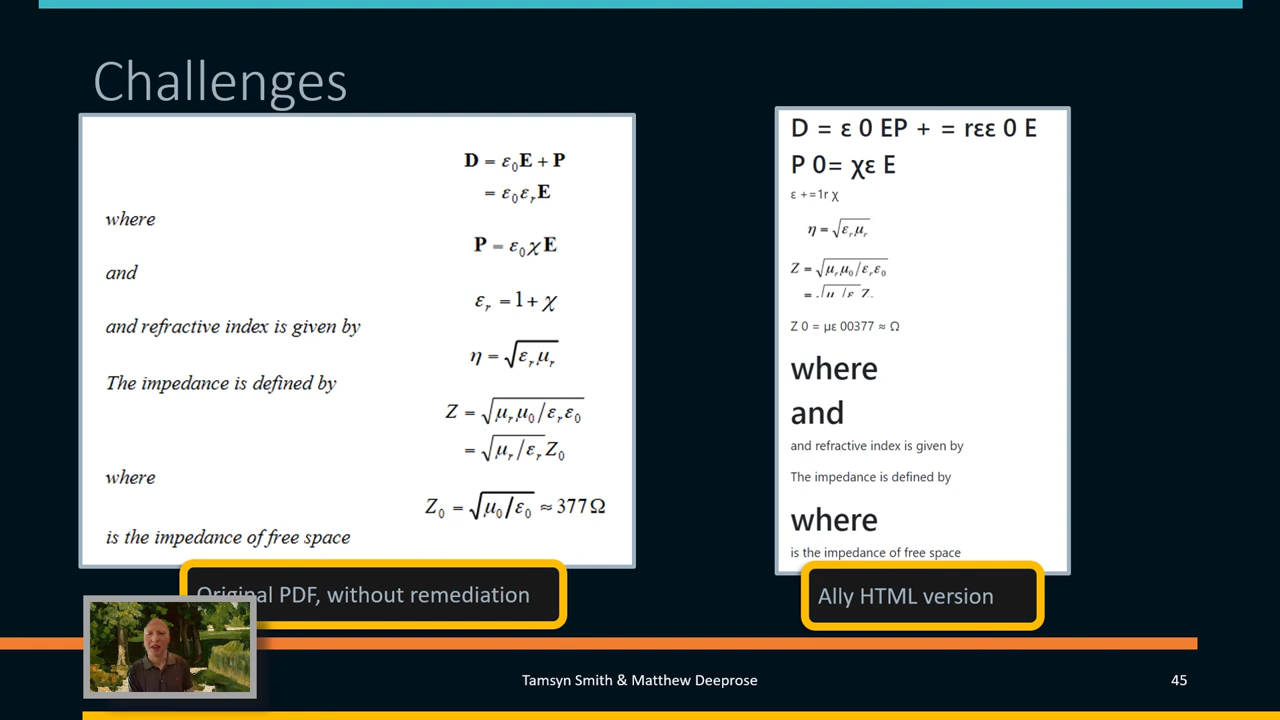 Challenges
D = ε₀E + P
= ε₀εᵣE
where
P = ε₀χE
and
εᵣ = 1 + χ
and refractive index is given by
η = √(εᵣμᵣ)
The impedance is defined by
Z = √(μᵣμ₀/εᵣε₀)
= √(μᵣ/εᵣ) Z₀
where
Z₀ = √(μ₀/ε₀) ≈ 377 Ω
is the impedance of free space
Original PDF, without remediation
D = ε 0 EP + = rεε 0 E
P 0= χε E
ε +=1r χ
η = √(εᵣμᵣ)
Z = √(μᵣμ₀/εᵣε₀)
Z 0 = με 00377 ≈ Ω
where
and
and refractive index is given by
The impedance is defined by
where
is the impedance of free space
Ally HTML version
Tamsyn Smith & Matthew Deeprose
45